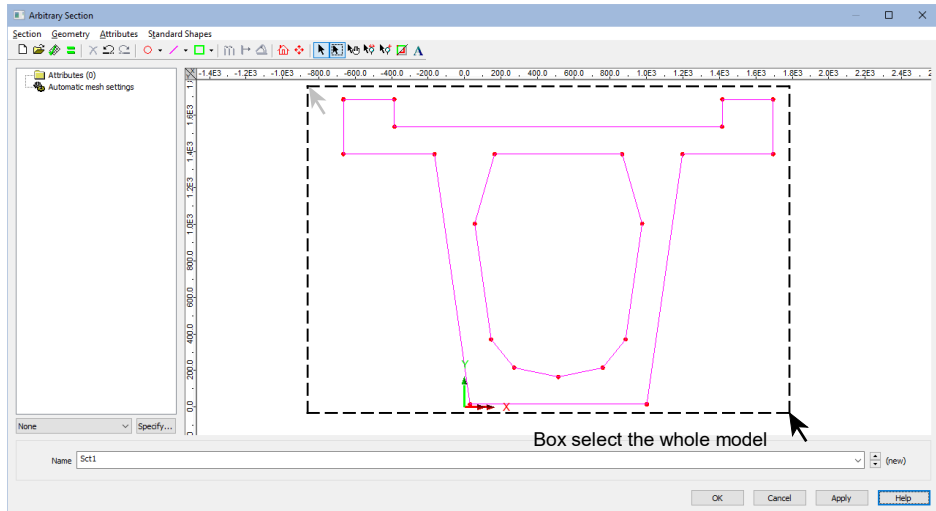 Arbitrary Section
Section Geometry Attributes Standard Shapes
A
Attributes (0)
Automatic mesh settings
-1.4E3 -1.2E3 -1.0E3 -800.0 -600.0 -400.0 -200.0 0.0 200.0 400.0 600.0 800.0 1.0E3 1.2E3 1.4E3 1.6E3 1.8E3 2.0E3 2.2E3 2.4E3
1.6E3
1.4E3
1.2E3
1.0E3
800.0
600.0
400.0
200.0
0.0
Y
X
None Specify...
Box select the whole model
Name Sct1 (new)
OK Cancel Apply Help